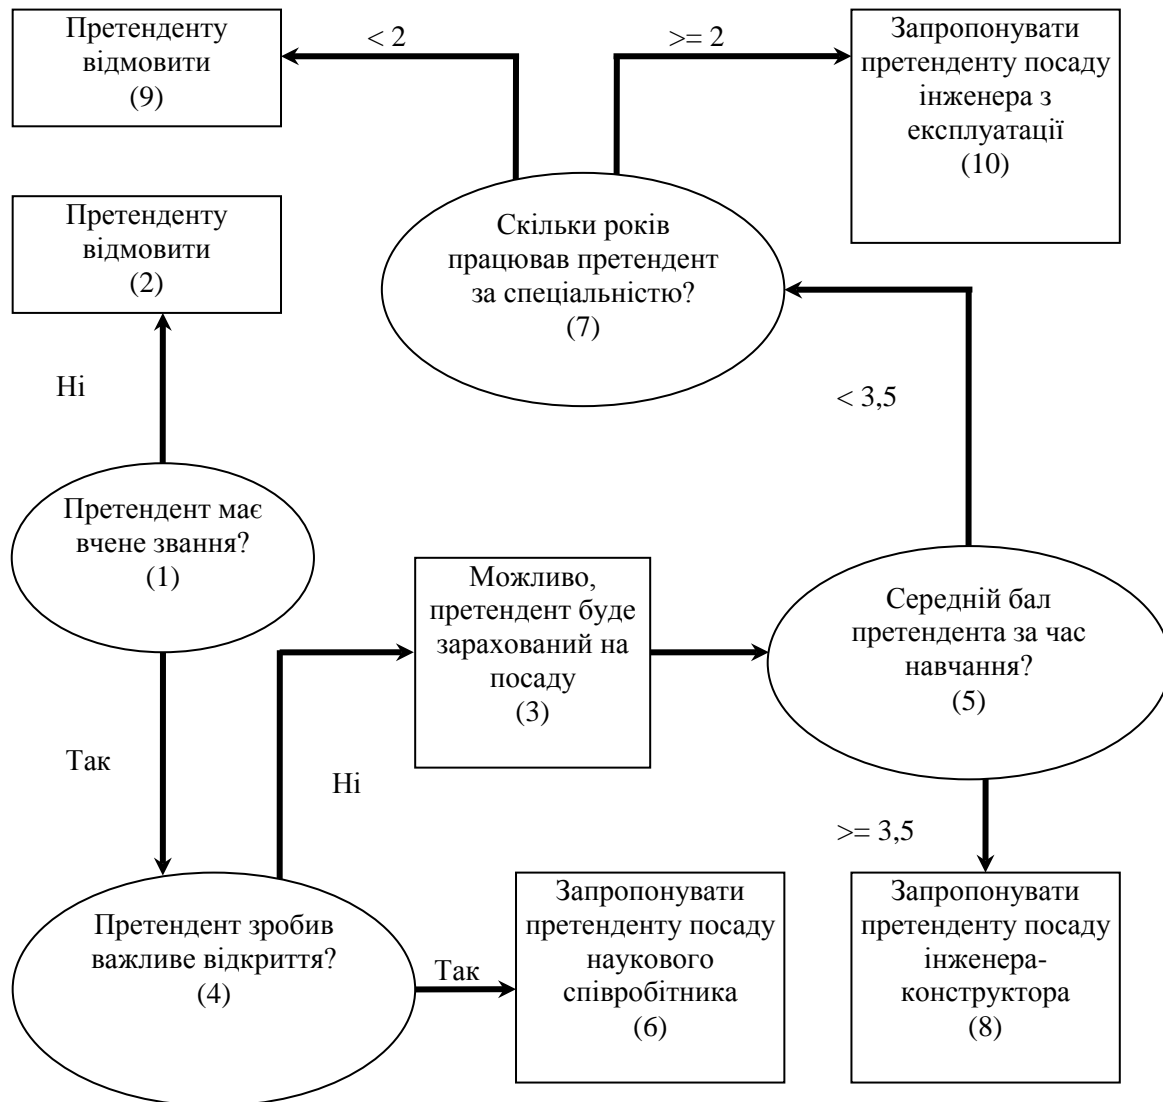 Претенденту
відмовити
(9)
< 2
>= 2
Запропонувати
претенденту посаду
інженера з
експлуатації
(10)
Претенденту
відмовити
(2)
Скільки років
працював претендент
за спеціальністю?
(7)
Ні
< 3,5
Претендент має
вчене звання?
(1)
Можливо,
претендент буде
зарахований на
посаду
(3)
Середній бал
претендента за час
навчання?
(5)
Так
Ні
>= 3,5
Претендент зробив
важливе відкриття?
(4)
Так
Запропонувати
претенденту посаду
наукового
співробітника
(6)
Запропонувати
претенденту посаду
інженера-
конструктора
(8)